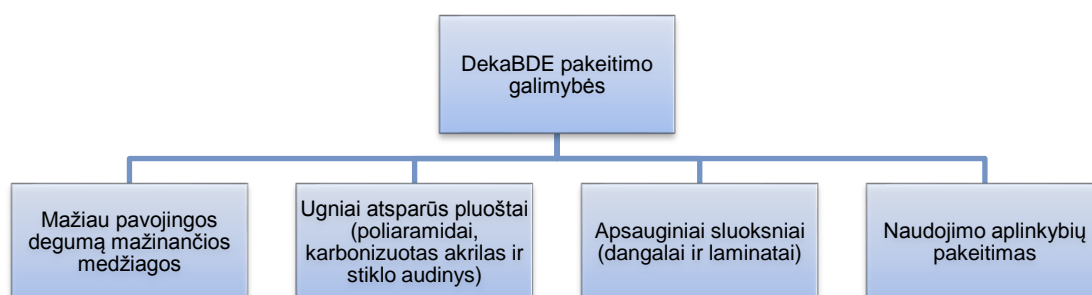 DekaBDE pakeitimo
galimybės
Mažiau pavojingos
degumą mažinančios
medžiagos
Ugniai atsparūs pluoštai
(poliaramidai,
karbonizuotas akrilas ir
stiklo audinys)
Apsauginiai sluoksniai
(dangalai ir laminatai)
Naudojimo aplinkybių
pakeitimas